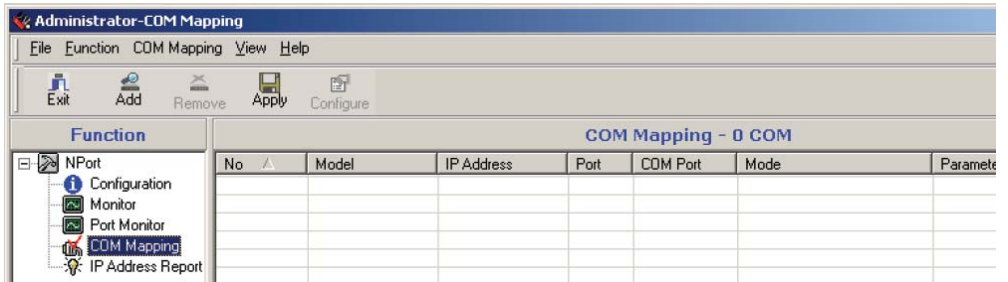 Administrator-COM Mapping
File Function COM Mapping View Help
Exit Add Remove Apply Configure
Function
COM Mapping - 0 COM
No Model IP Address Port COM Port Mode Paramete
NPort
Configuration
Monitor
Port Monitor
COM Mapping
IP Address Report